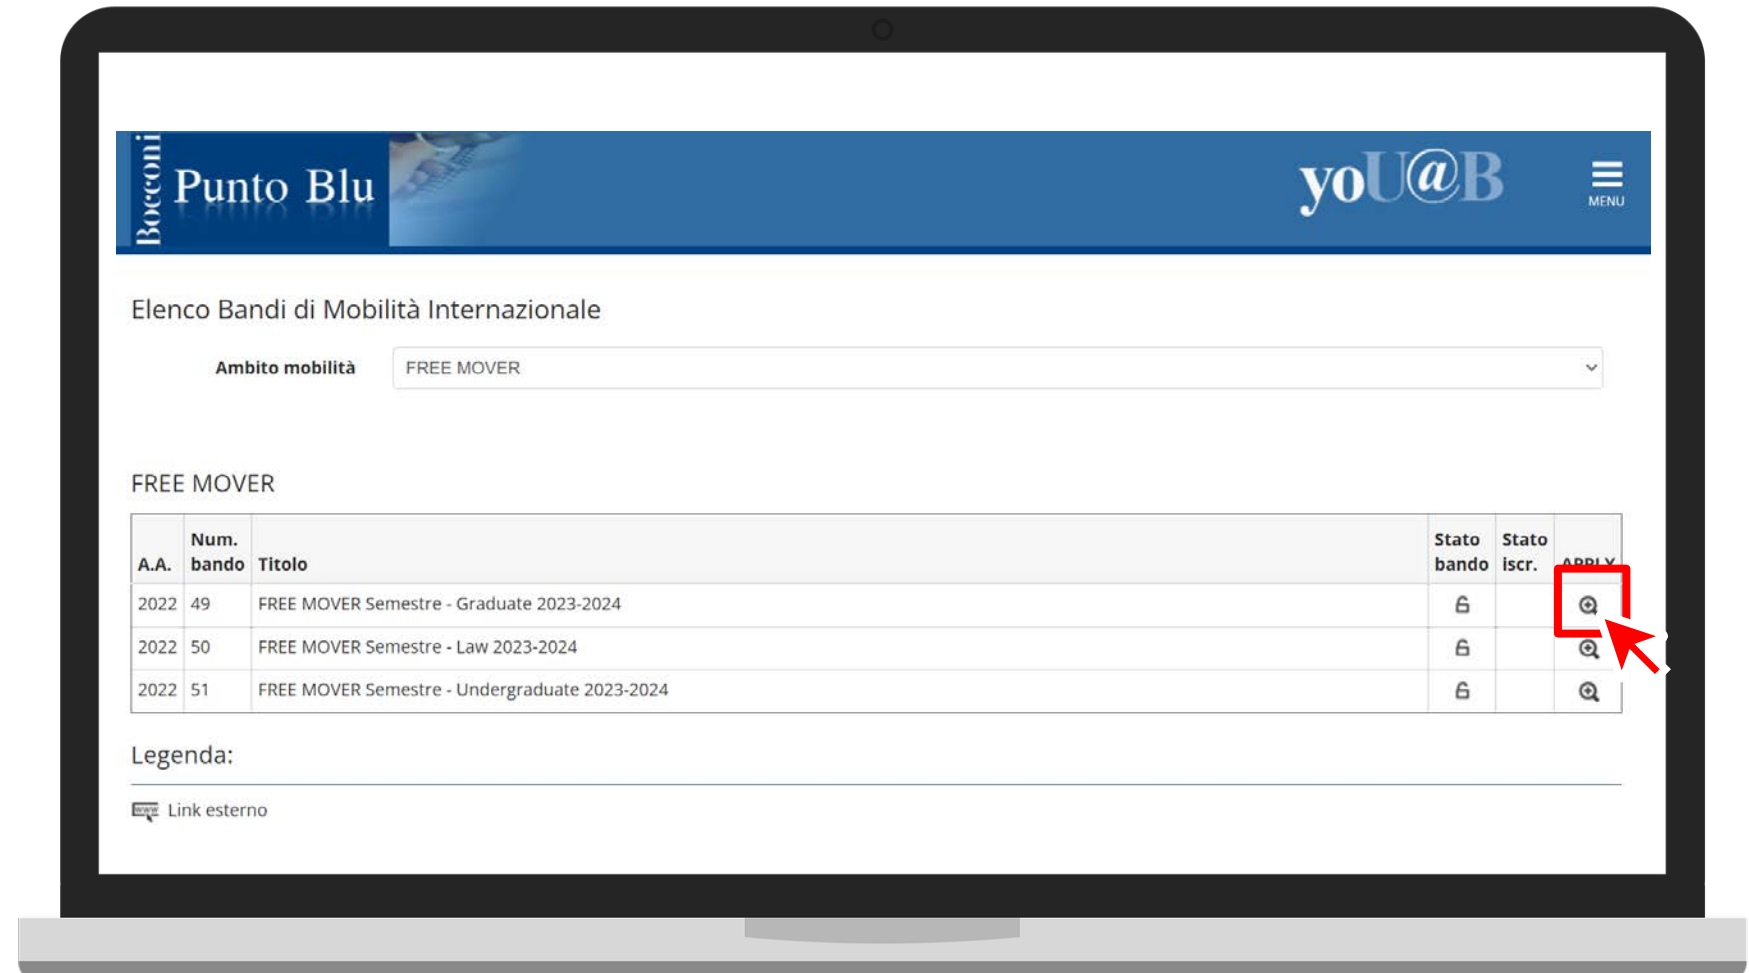 Bocconi
Punto Blu
yoU@B
MENU
Elenco Bandi di Mobilità Internazionale
Ambito mobilità FREE MOVER
FREE MOVER
A.A. Num. bando Titolo Stato bando Stato iscr. APPLY
2022 49 FREE MOVER Semestre - Graduate 2023-2024
2022 50 FREE MOVER Semestre - Law 2023-2024
2022 51 FREE MOVER Semestre - Undergraduate 2023-2024
Legenda:
www Link esterno